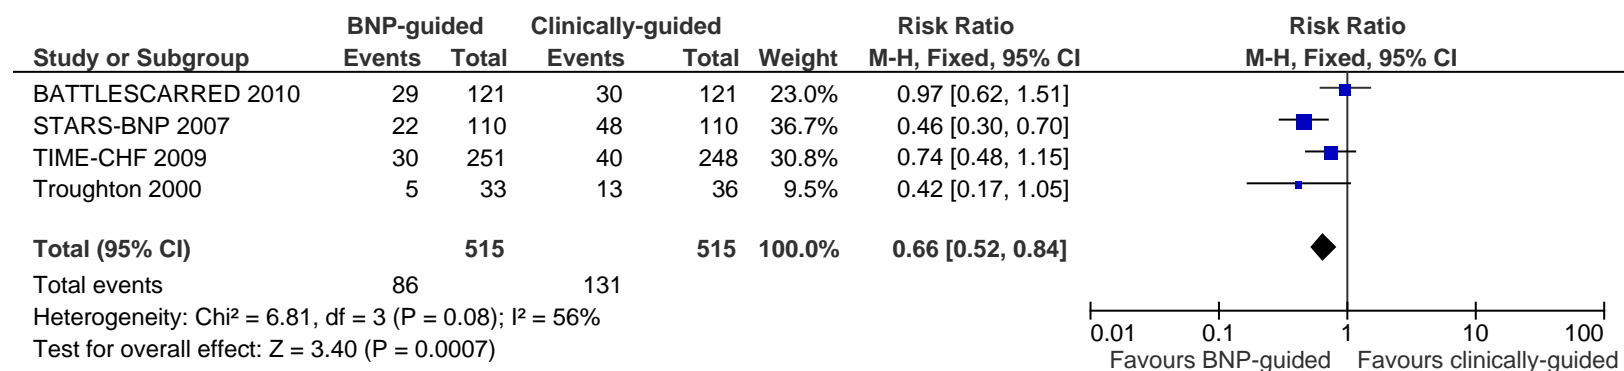 BNP-guided Clinically-guided Risk Ratio Risk Ratio
Study or Subgroup Events Total Events Total Weight M-H, Fixed, 95% CI M-H, Fixed, 95% CI
BATTLESCARRED 2010 29 121 30 121 23.0% 0.97 [0.62, 1.51]
STARS-BNP 2007 22 110 48 110 36.7% 0.46 [0.30, 0.70]
TIME-CHF 2009 30 251 40 248 30.8% 0.74 [0.48, 1.15]
Troughton 2000 5 33 13 36 9.5% 0.42 [0.17, 1.05]
Total (95% CI) 515 515 100.0% 0.66 [0.52, 0.84]
Total events 86 131
Heterogeneity: Chi² = 6.81, df = 3 (P = 0.08); I² = 56%
Test for overall effect: Z = 3.40 (P = 0.0007)
0.01 0.1 1 10 100
Favours BNP-guided Favours clinically-guided